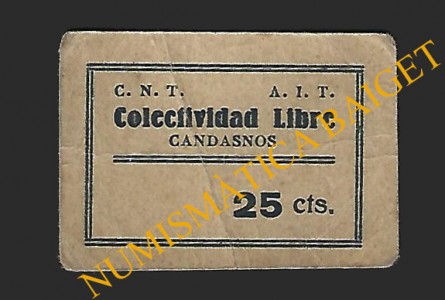 C. N. T. A. I. T.
Colectividad Libre
CANDASNOS
25 cts.
NUMISMÀTICA BAIGET